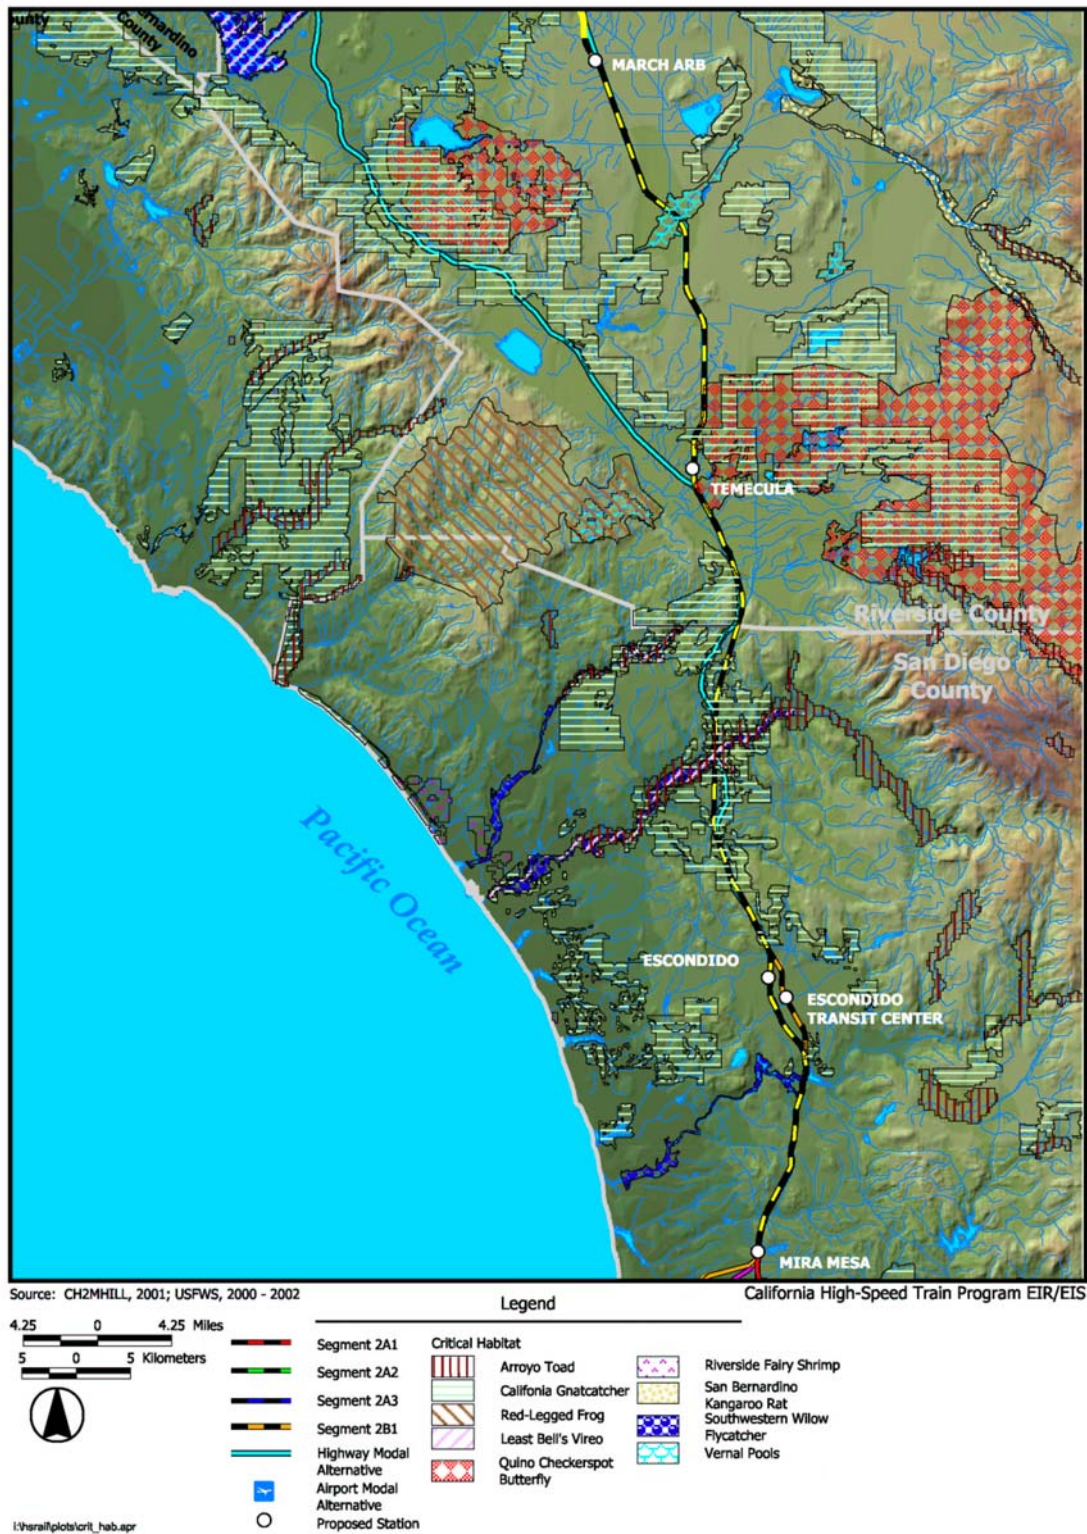 ounty
Bernardino
County
MARCH ARB
TEMECULA
Riverside County
San Diego
County
Pacific Ocean
ESCONDIDO
ESCONDIDO
TRANSIT CENTER
MIRA MESA
Source: CH2MHILL, 2001; USFWS, 2000 - 2002
California High-Speed Train Program EIR/EIS
Legend
4.25 0 4.25 Miles
5 0 5 Kilometers
Segment 2A1
Segment 2A2
Segment 2A3
Segment 2B1
Highway Modal
Alternative
Airport Modal
Alternative
Proposed Station
Critical Habitat
Arroyo Toad
Califonia Gnatcatcher
Red-Legged Frog
Least Bell's Vireo
Quino Checkerspot
Butterfly
Riverside Fairy Shrimp
San Bernardino
Kangaroo Rat
Southwestern Wilow
Flycatcher
Vernal Pools
i:\hsrail\plots\crit_hab.apr